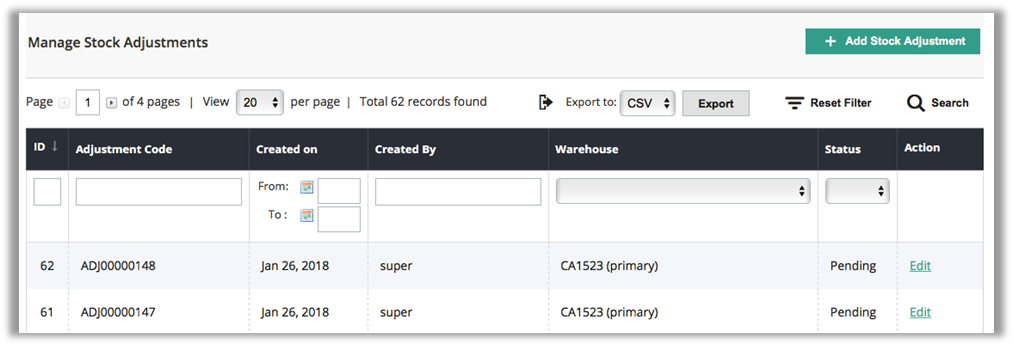 Manage Stock Adjustments
+ Add Stock Adjustment
Page 1 of 4 pages | View 20 per page | Total 62 records found Export to: CSV Export Reset Filter Search
ID ↓ Adjustment Code Created on Created By Warehouse Status Action
From:
To :
62 ADJ00000148 Jan 26, 2018 super CA1523 (primary) Pending Edit
61 ADJ00000147 Jan 26, 2018 super CA1523 (primary) Pending Edit